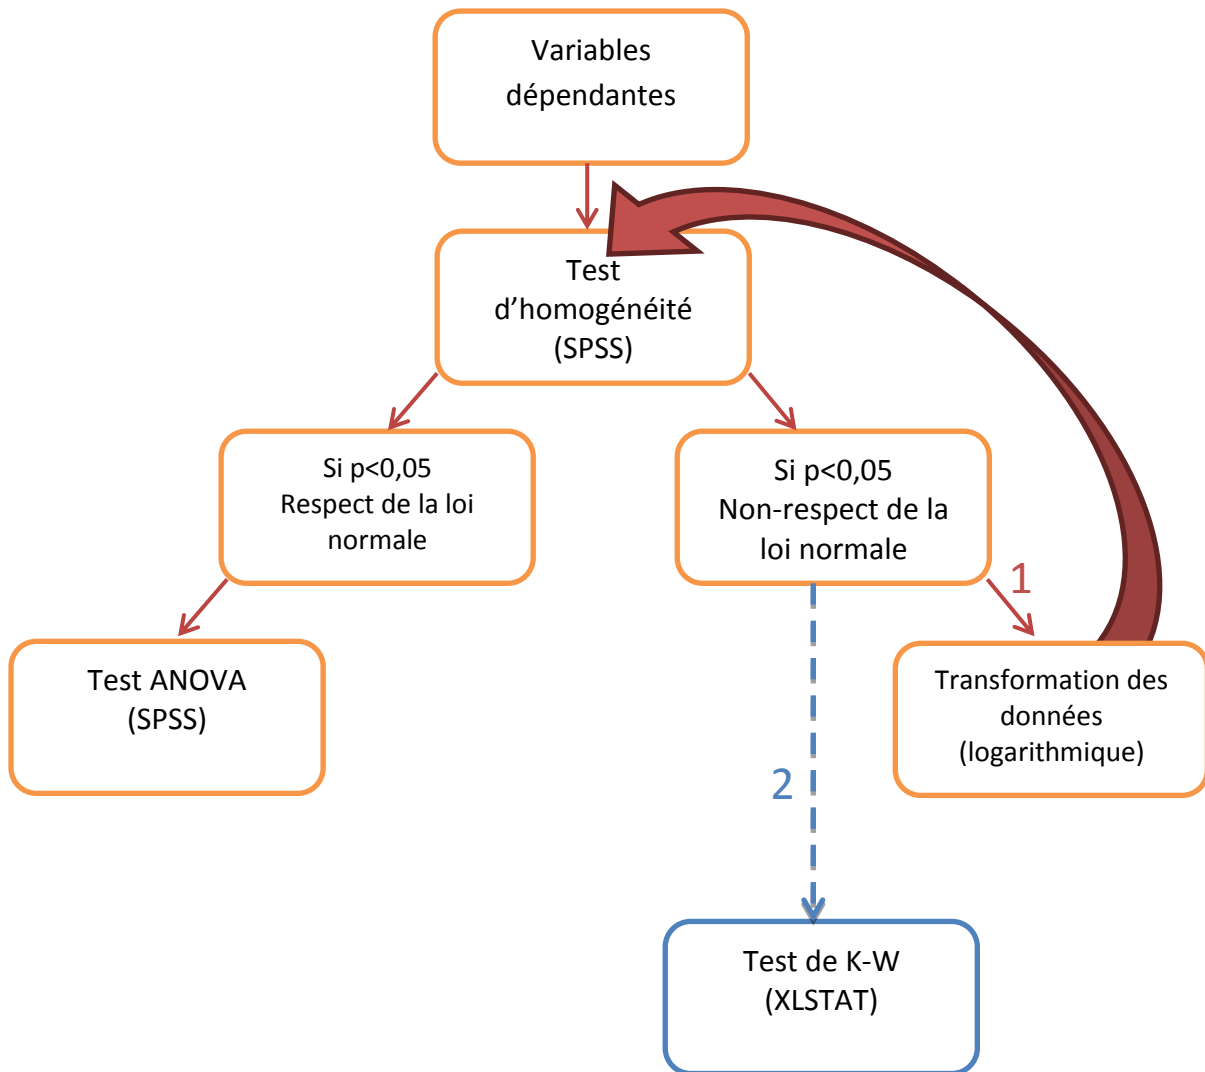 Variables
dépendantes
Test
d’homogénéité
(SPSS)
Si p<0,05
Respect de la loi
normale
Si p<0,05
Non-respect de la
loi normale
1
Test ANOVA
(SPSS)
Transformation des
données
(logarithmique)
2
Test de K-W
(XLSTAT)